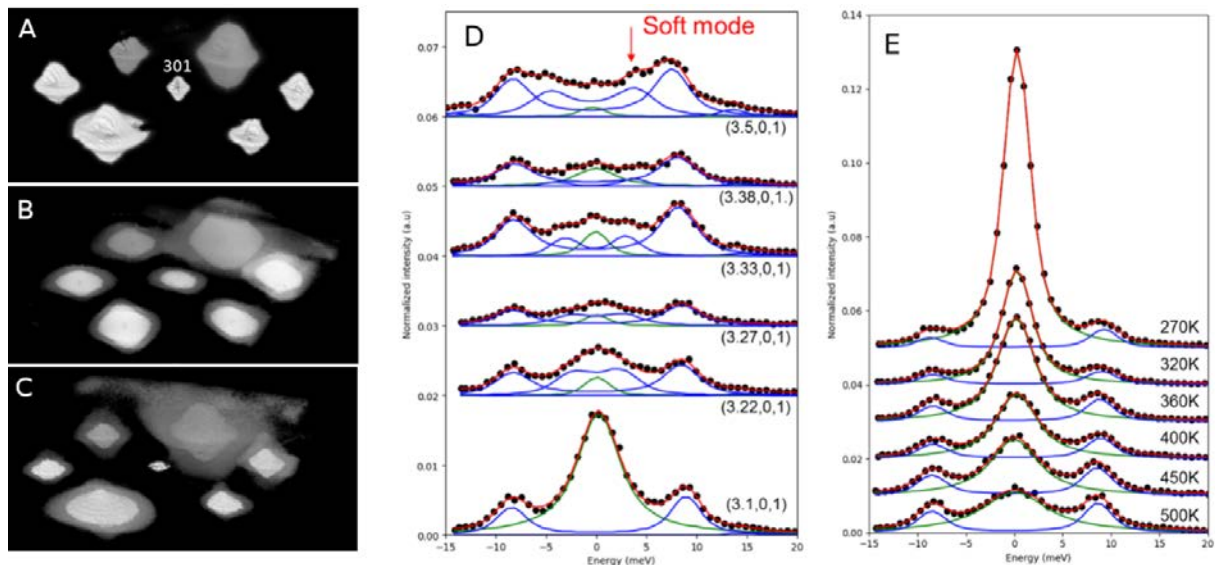 A
301
B
C
D
Soft mode
0.07
0.06
0.05
0.04
0.03
0.02
0.01
0.00
Normalized intensity (a.u)
(3.5,0,1)
(3.38,0,1.)
(3.33,0,1)
(3.27,0,1)
(3.22,0,1)
(3.1,0,1)
−15 −10 −5 0 5 10 15 20
Energy (meV)
E
0.14
0.12
0.10
0.08
0.06
0.04
0.02
0.00
Normalized intensity (a.u)
270K
320K
360K
400K
450K
500K
−15 −10 −5 0 5 10 15 20
Energy (meV)